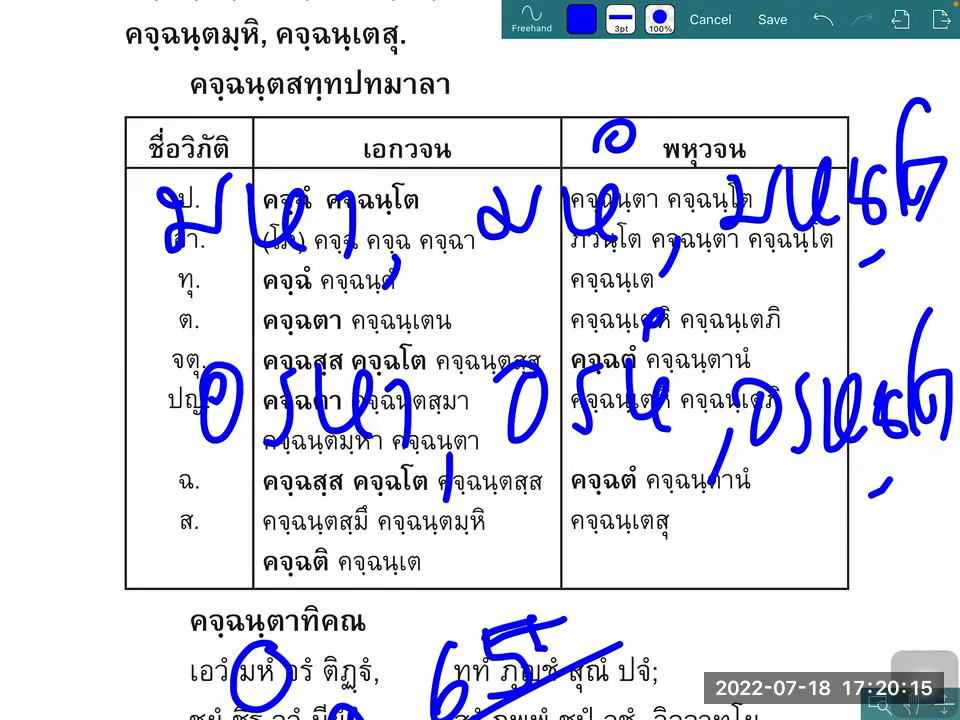 Freehand 3pt 100% Cancel Save
คจฺฉนฺตมฺหิ, คจฺฉนฺเตสุ.
คจฺฉนฺตสทฺทปทมาลา
ชื่อวิภัติ เอกวจน พหุวจน
ป. คจฺฉํ คจฺฉนฺโต คจฺฉนฺตา คจฺฉนฺโต
มหา, มหํ, มหนฺต
อา. (โภ) คจฺฉํ คจฺฉ คจฺฉา ภวนฺโต คจฺฉนฺตา คจฺฉนฺโต
ทุ. คจฺฉํ คจฺฉนฺตํ คจฺฉนฺเต
ต. คจฺฉตา คจฺฉนฺเตน คจฺฉนฺเตหิ คจฺฉนฺเตภิ
จตุ. คจฺฉสฺส คจฺฉโต คจฺฉนฺตสฺส คจฺฉตํ คจฺฉนฺตานํ
อรหา, อรหํ, อรหนฺต
ปญฺ. คจฺฉตา คจฺฉนฺตสฺมา คจฺฉนฺเตหิ คจฺฉนฺเตภิ
คจฺฉนฺตมฺหา คจฺฉนฺตา
ฉ. คจฺฉสฺส คจฺฉโต คจฺฉนฺตสฺส คจฺฉตํ คจฺฉนฺตานํ
ส. คจฺฉนฺตสฺมึ คจฺฉนฺตมฺหิ คจฺฉนฺเตสุ
คจฺฉติ คจฺฉนฺเต
คจฺฉนฺตาทิคณ
เอวํ มหํ จรํ ติฏฺฐํ, ททํ ภุญฺชํ สุณํ ปจํ;
2022-07-18 17:20:15